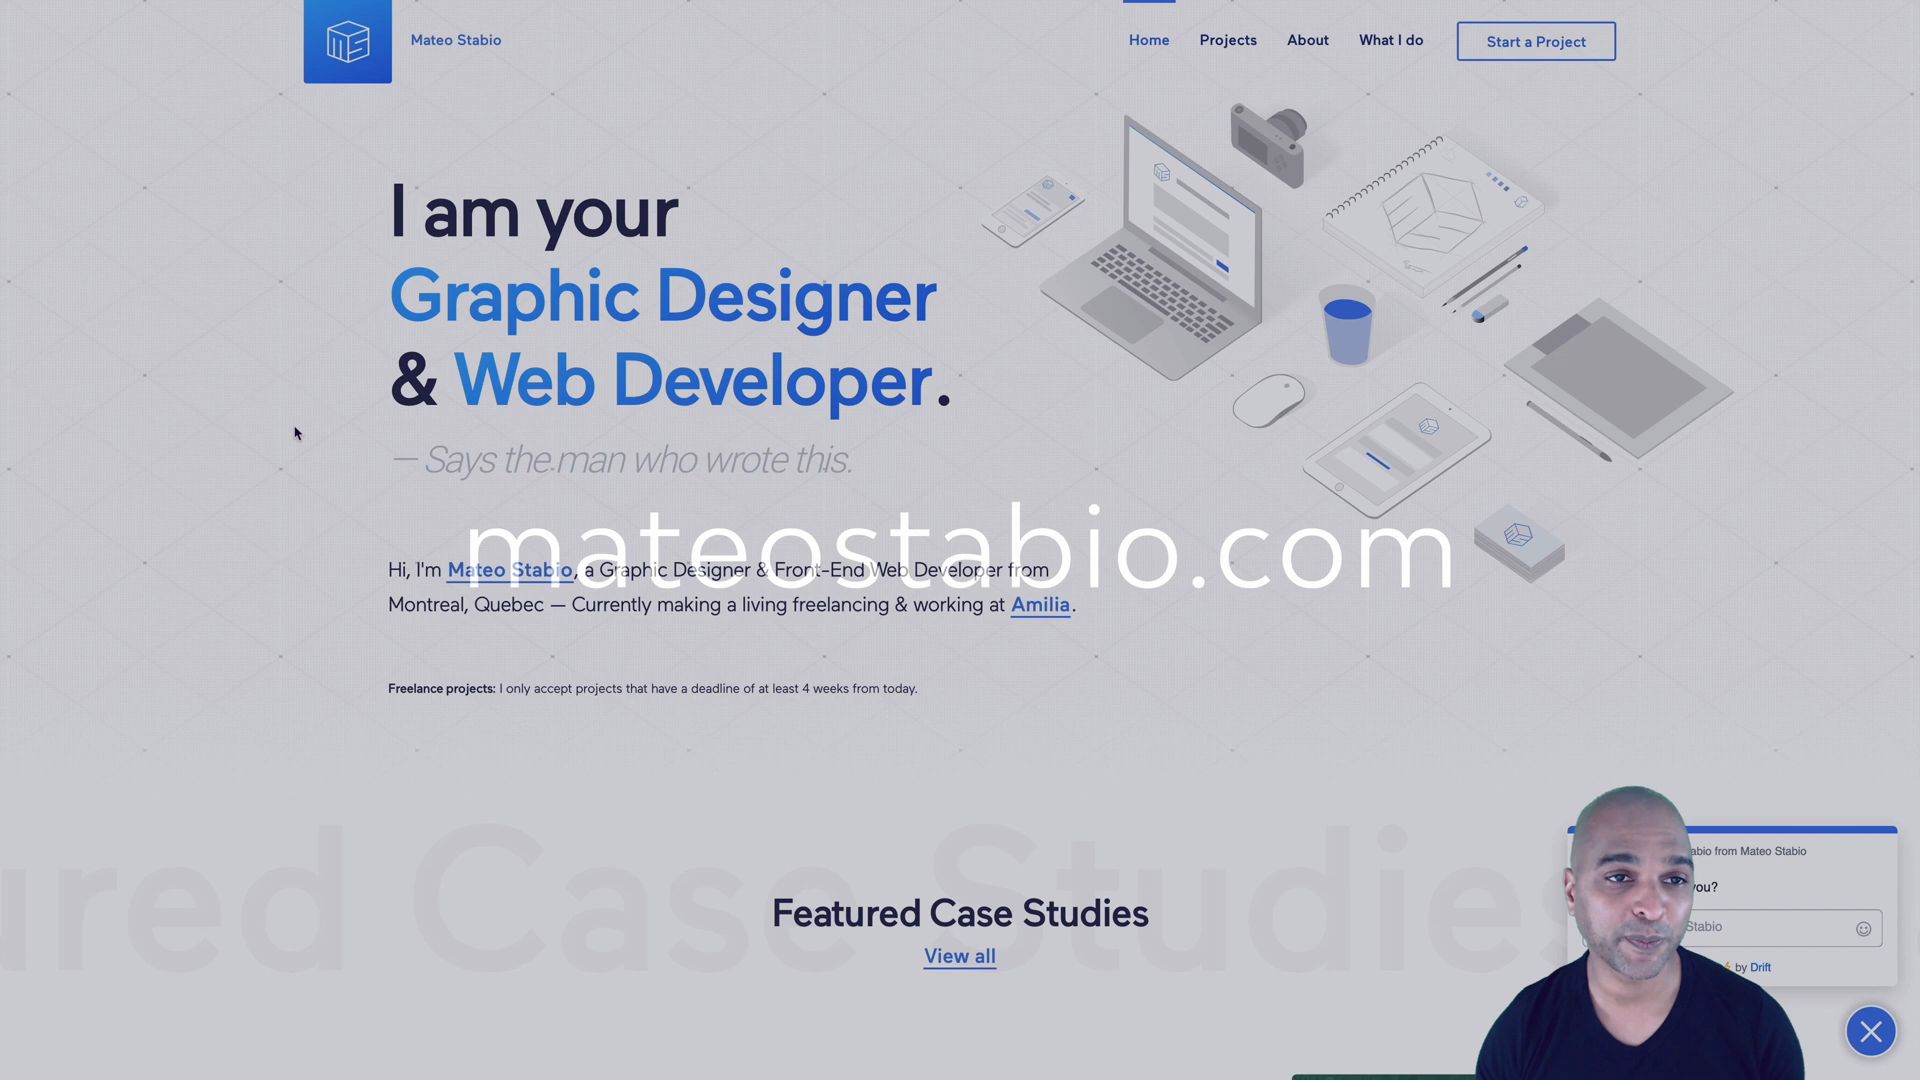 Mateo Stabio
Home
Projects
About
What I do
Start a Project
I am your
Graphic Designer
& Web Developer.
— Says the man who wrote this.
mateostabio.com
Hi, I'm Mateo Stabio, a Graphic Designer & Front-End Web Developer from
Montreal, Quebec — Currently making a living freelancing & working at Amilia.
Freelance projects: I only accept projects that have a deadline of at least 4 weeks from today.
ured Case Studies
Featured Case Studies
View all
abio from Mateo Stabio
you?
Stabio
by Drift